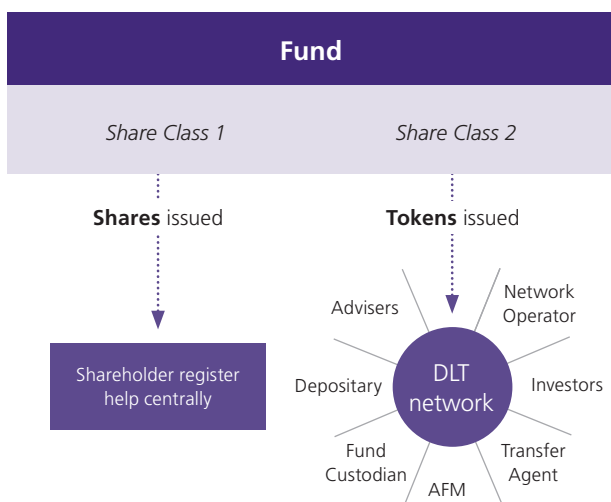 Fund
Share Class 1
Share Class 2
Shares issued
Tokens issued
Shareholder register
help centrally
DLT
network
Advisers
Network
Operator
Depositary
Investors
Fund
Custodian
Transfer
Agent
AFM